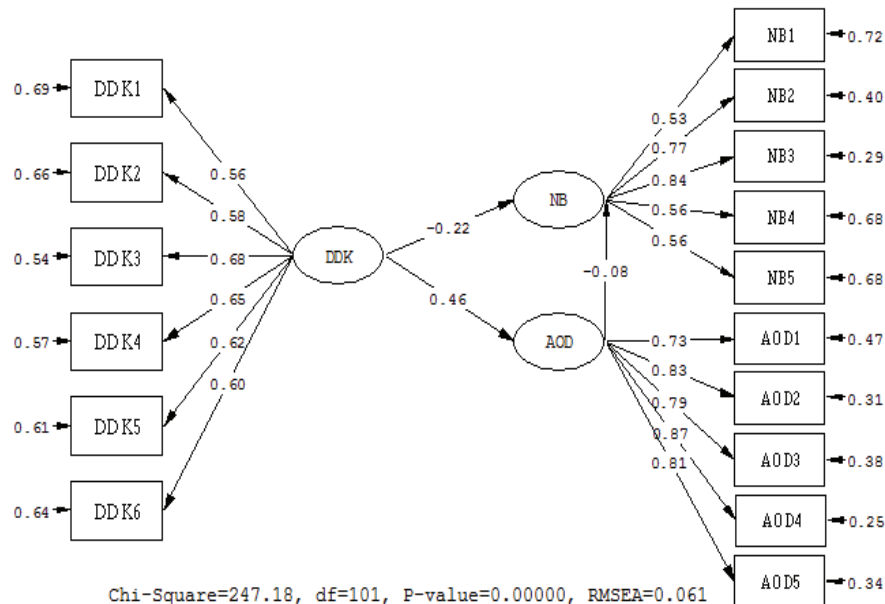 NB1
0.72
0.69
DDK1
NB2
0.40
0.53
0.77
NB3
0.29
0.66
DDK2
0.56
0.84
0.58
NB
0.56
NB4
0.68
0.56
-0.22
0.54
DDK3
0.68
DDK
NB5
0.68
-0.08
0.65
0.46
0.57
DDK4
0.62
AOD
0.73
AOD1
0.47
0.83
0.60
0.79
AOD2
0.31
0.61
DDK5
0.87
0.81
AOD3
0.38
0.64
DDK6
AOD4
0.25
AOD5
0.34
Chi-Square=247.18, df=101, P-value=0.00000, RMSEA=0.061